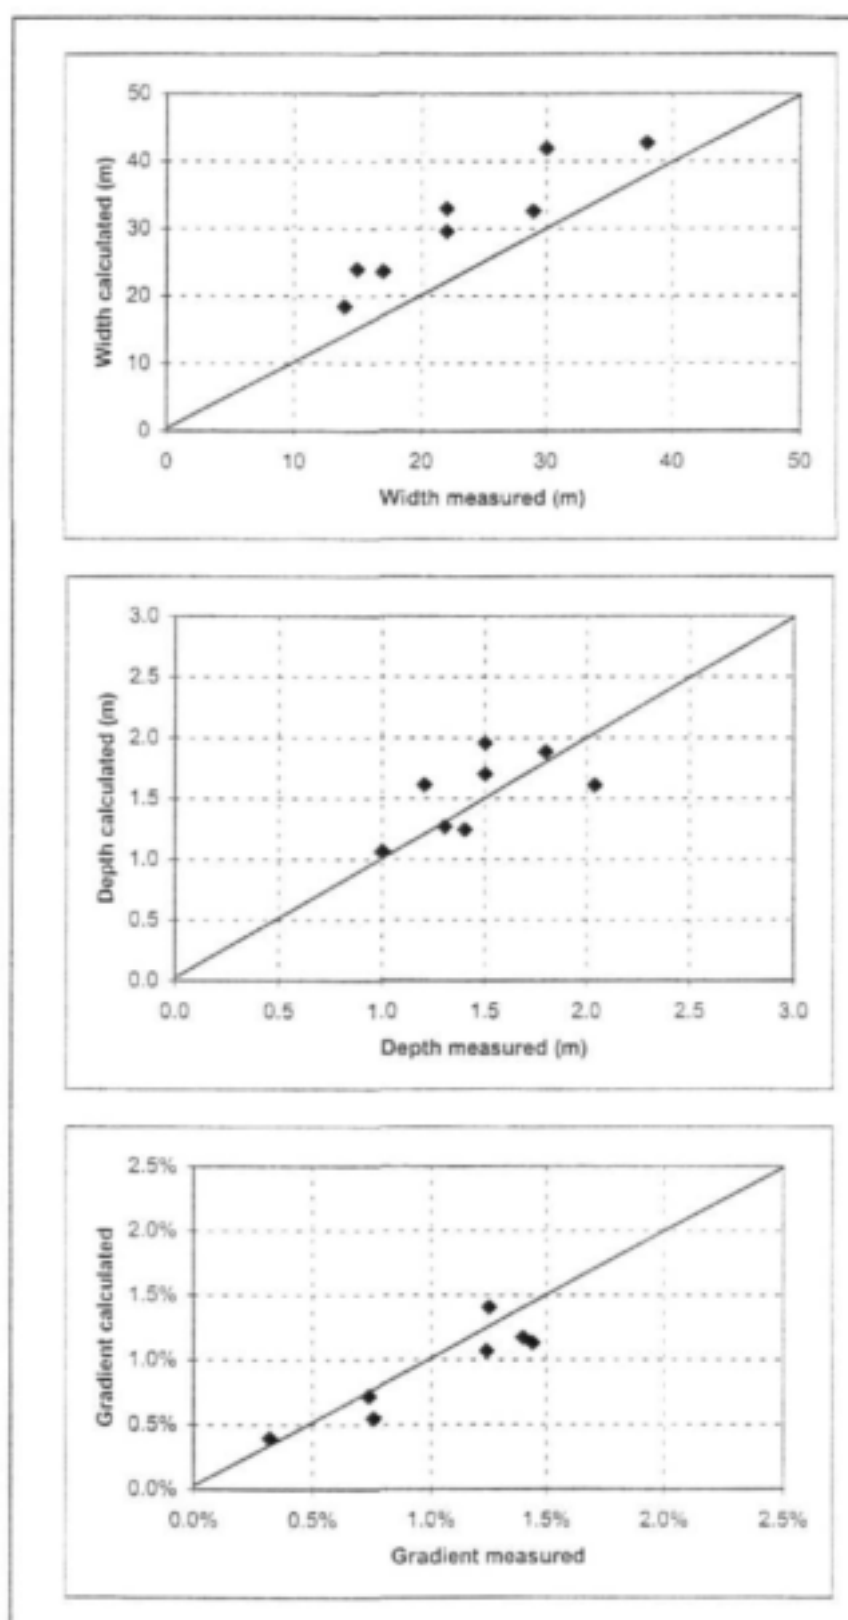 50
40
30
20
10
0
Width calculated (m)
0 10 20 30 40 50
Width measured (m)
3.0
2.5
2.0
1.5
1.0
0.5
0.0
Depth calculated (m)
0.0 0.5 1.0 1.5 2.0 2.5 3.0
Depth measured (m)
2.5%
2.0%
1.5%
1.0%
0.5%
0.0%
Gradient calculated
0.0% 0.5% 1.0% 1.5% 2.0% 2.5%
Gradient measured